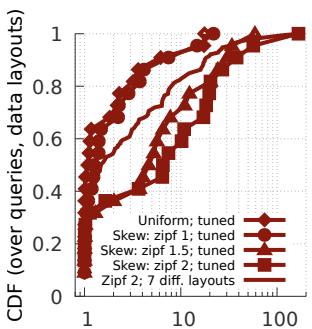 CDF (over queries, data layouts)
1
0.8
0.6
0.4
0.2
0
Uniform; tuned
Skew: zipf 1; tuned
Skew: zipf 1.5; tuned
Skew: zipf 2; tuned
Zipf 2; 7 diff. layouts
1 10 100